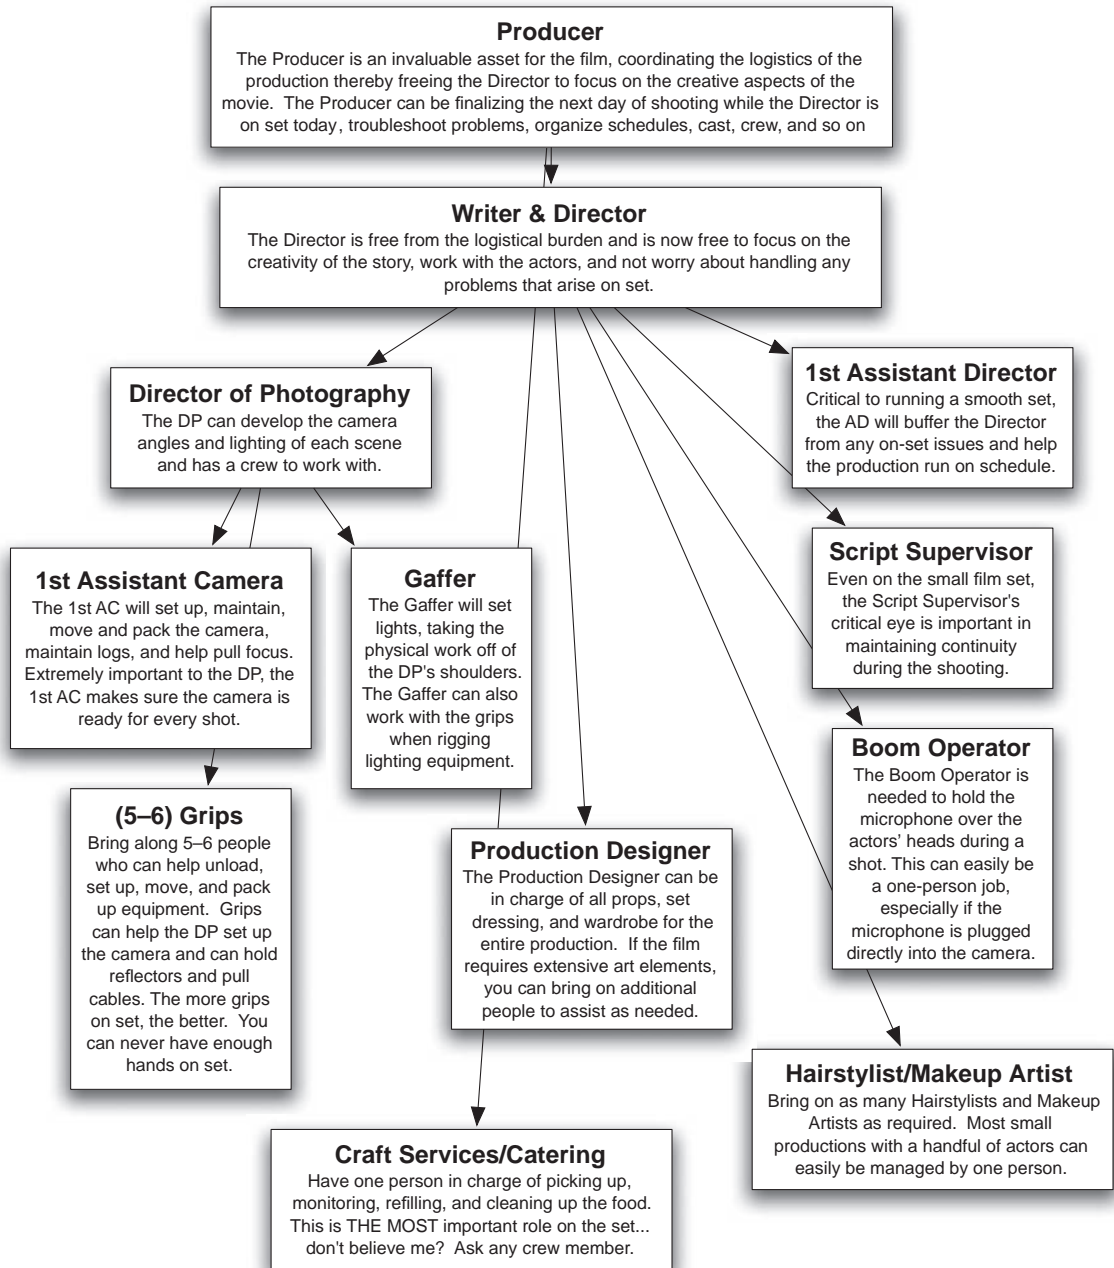 Producer
The Producer is an invaluable asset for the film, coordinating the logistics of the
production thereby freeing the Director to focus on the creative aspects of the
movie. The Producer can be finalizing the next day of shooting while the Director is
on set today, troubleshoot problems, organize schedules, cast, crew, and so on
Writer & Director
The Director is free from the logistical burden and is now free to focus on the
creativity of the story, work with the actors, and not worry about handling any
problems that arise on set.
Director of Photography
The DP can develop the camera
angles and lighting of each scene
and has a crew to work with.
1st Assistant Director
Critical to running a smooth set,
the AD will buffer the Director
from any on-set issues and help
the production run on schedule.
1st Assistant Camera
The 1st AC will set up, maintain,
move and pack the camera,
maintain logs, and help pull focus.
Extremely important to the DP, the
1st AC makes sure the camera is
ready for every shot.
Gaffer
The Gaffer will set
lights, taking the
physical work off of
the DP's shoulders.
The Gaffer can also
work with the grips
when rigging
lighting equipment.
Script Supervisor
Even on the small film set,
the Script Supervisor's
critical eye is important in
maintaining continuity
during the shooting.
Boom Operator
The Boom Operator is
needed to hold the
microphone over the
actors' heads during a
shot. This can easily be
a one-person job,
especially if the
microphone is plugged
directly into the camera.
(5–6) Grips
Bring along 5–6 people
who can help unload,
set up, move, and pack
up equipment. Grips
can help the DP set up
the camera and can hold
reflectors and pull
cables. The more grips
on set, the better. You
can never have enough
hands on set.
Production Designer
The Production Designer can be
in charge of all props, set
dressing, and wardrobe for the
entire production. If the film
requires extensive art elements,
you can bring on additional
people to assist as needed.
Hairstylist/Makeup Artist
Bring on as many Hairstylists and Makeup
Artists as required. Most small
productions with a handful of actors can
easily be managed by one person.
Craft Services/Catering
Have one person in charge of picking up,
monitoring, refilling, and cleaning up the food.
This is THE MOST important role on the set...
don't believe me? Ask any crew member.